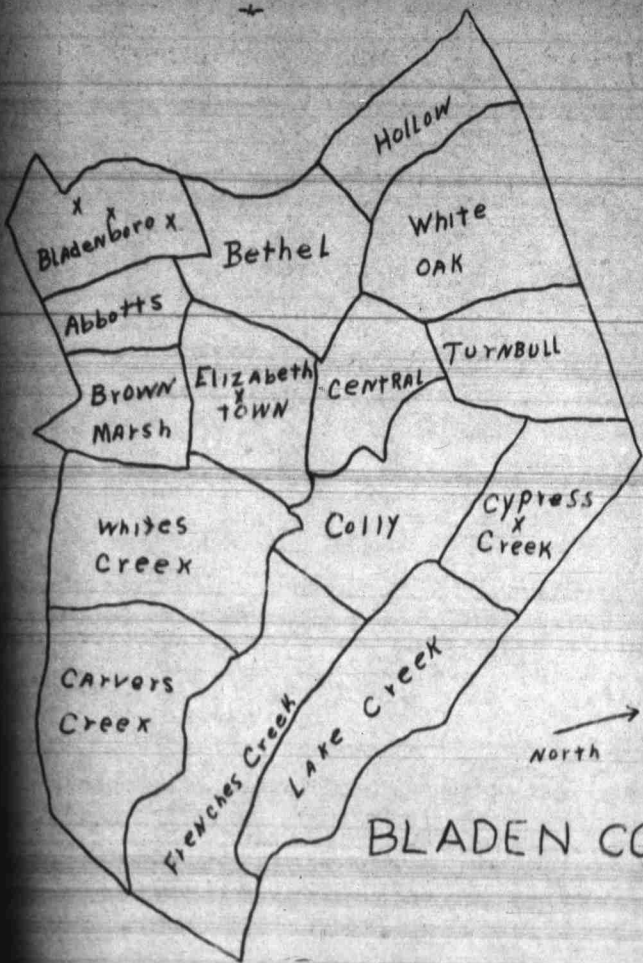 HOLLOW
White
OAK
BLADENboro
Bethel
Abbotts
TURNBULL
ELIZAbeth
TOWN
CENTRAL
BROWN
MARSH
Cypress
Creek
Colly
Whites
Creek
CARVERS
Creek
Frenches Creek
LAKE Creek
North
BLADEN CO